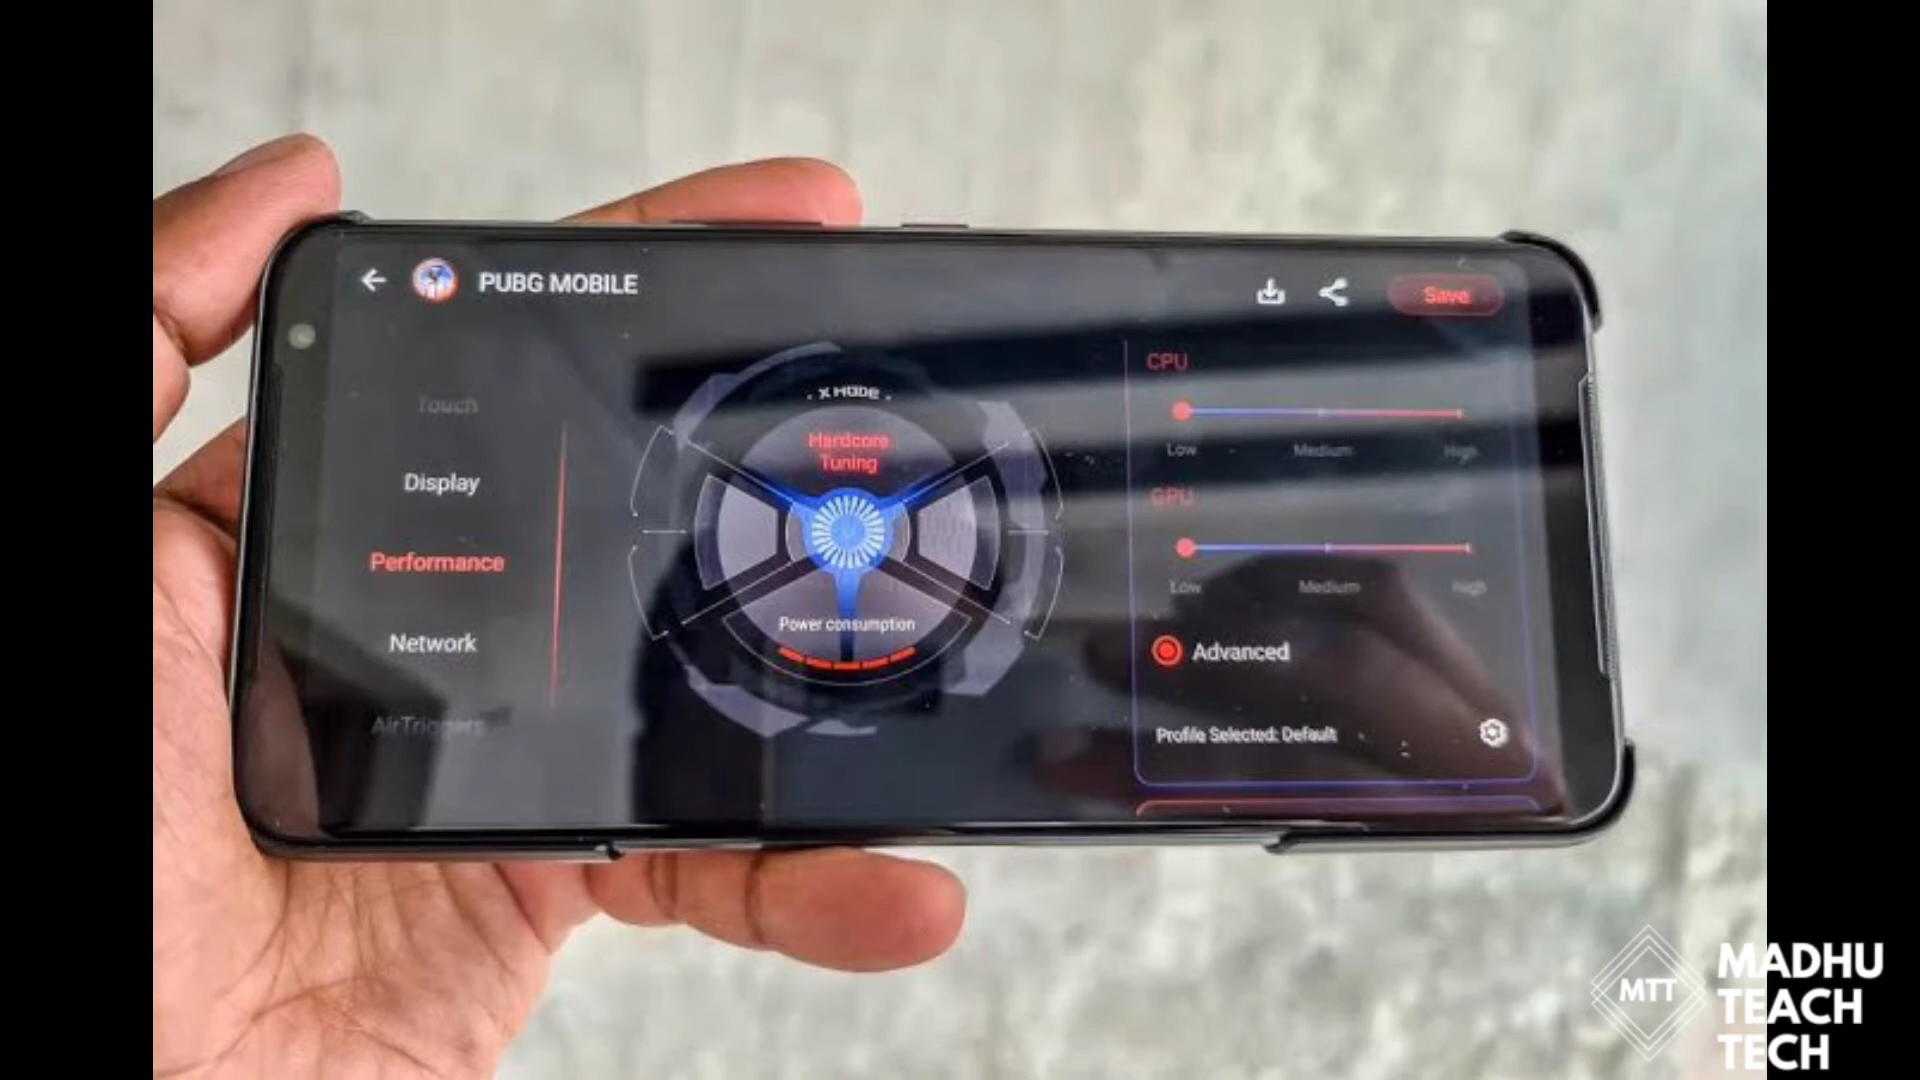 PUBG MOBILE
Save
Touch
Display
Performance
Network
AirTriggers
X MODE
Hardcore
Tuning
Power consumption
CPU
Low Medium High
GPU
Low Medium High
Advanced
Profile Selected: Default
MTT
MADHU
TEACH
TECH